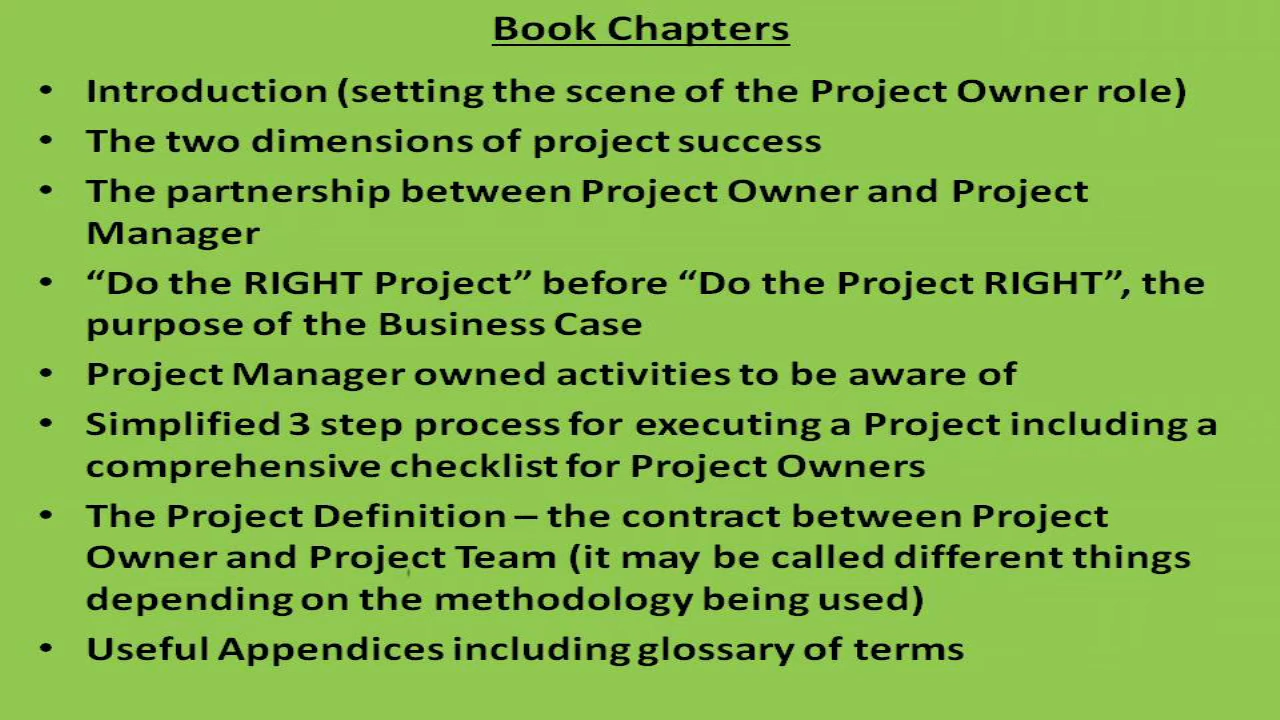 Book Chapters
• Introduction (setting the scene of the Project Owner role)
• The two dimensions of project success
• The partnership between Project Owner and Project
Manager
• “Do the RIGHT Project” before “Do the Project RIGHT”, the
purpose of the Business Case
• Project Manager owned activities to be aware of
• Simplified 3 step process for executing a Project including a
comprehensive checklist for Project Owners
• The Project Definition – the contract between Project
Owner and Project Team (it may be called different things
depending on the methodology being used)
• Useful Appendices including glossary of terms